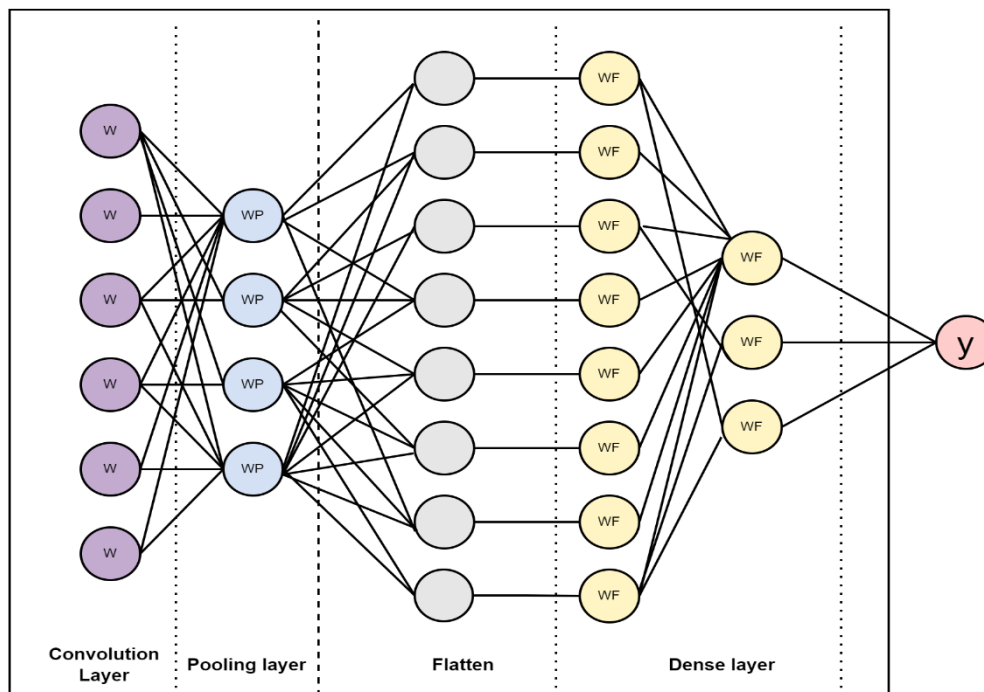 W
W
W
W
W
W
WP
WP
WP
WP
WF
WF
WF
WF
WF
WF
WF
WF
WF
WF
WF
y
Convolution
Layer
Pooling layer
Flatten
Dense layer